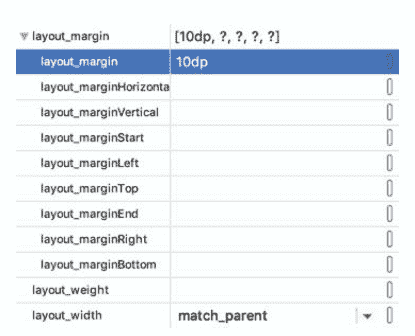 layout_margin [10dp, ?, ?, ?, ?]
layout_margin 10dp
layout_marginHorizonta
layout_marginVertical
layout_marginStart
layout_marginLeft
layout_marginTop
layout_marginEnd
layout_marginRight
layout_marginBottom
layout_weight
layout_width match_parent